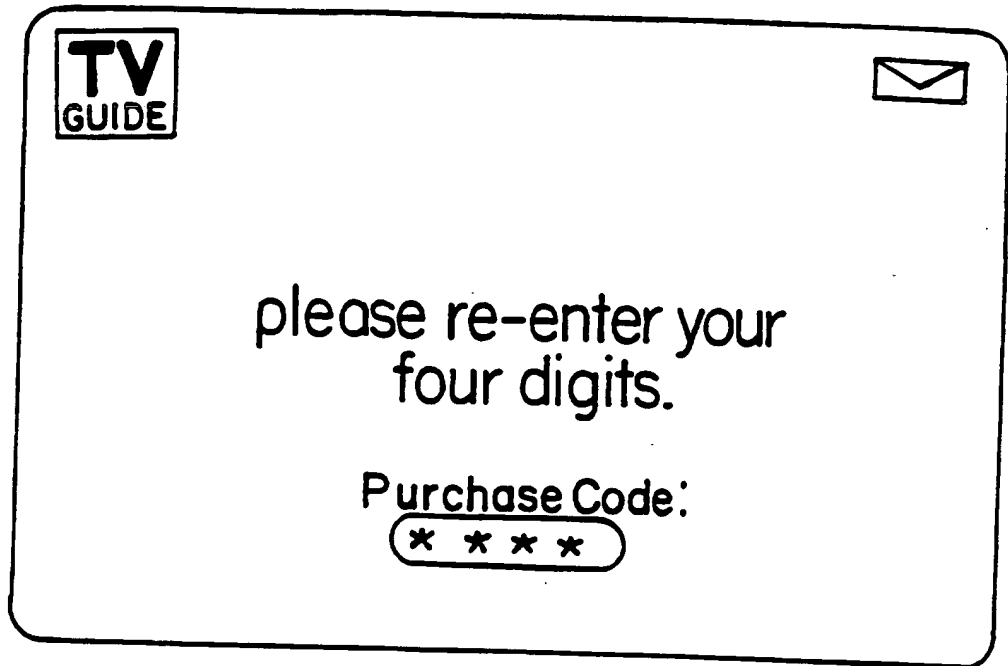 TV
GUIDE
please re-enter your
four digits.
Purchase Code:
* * * *